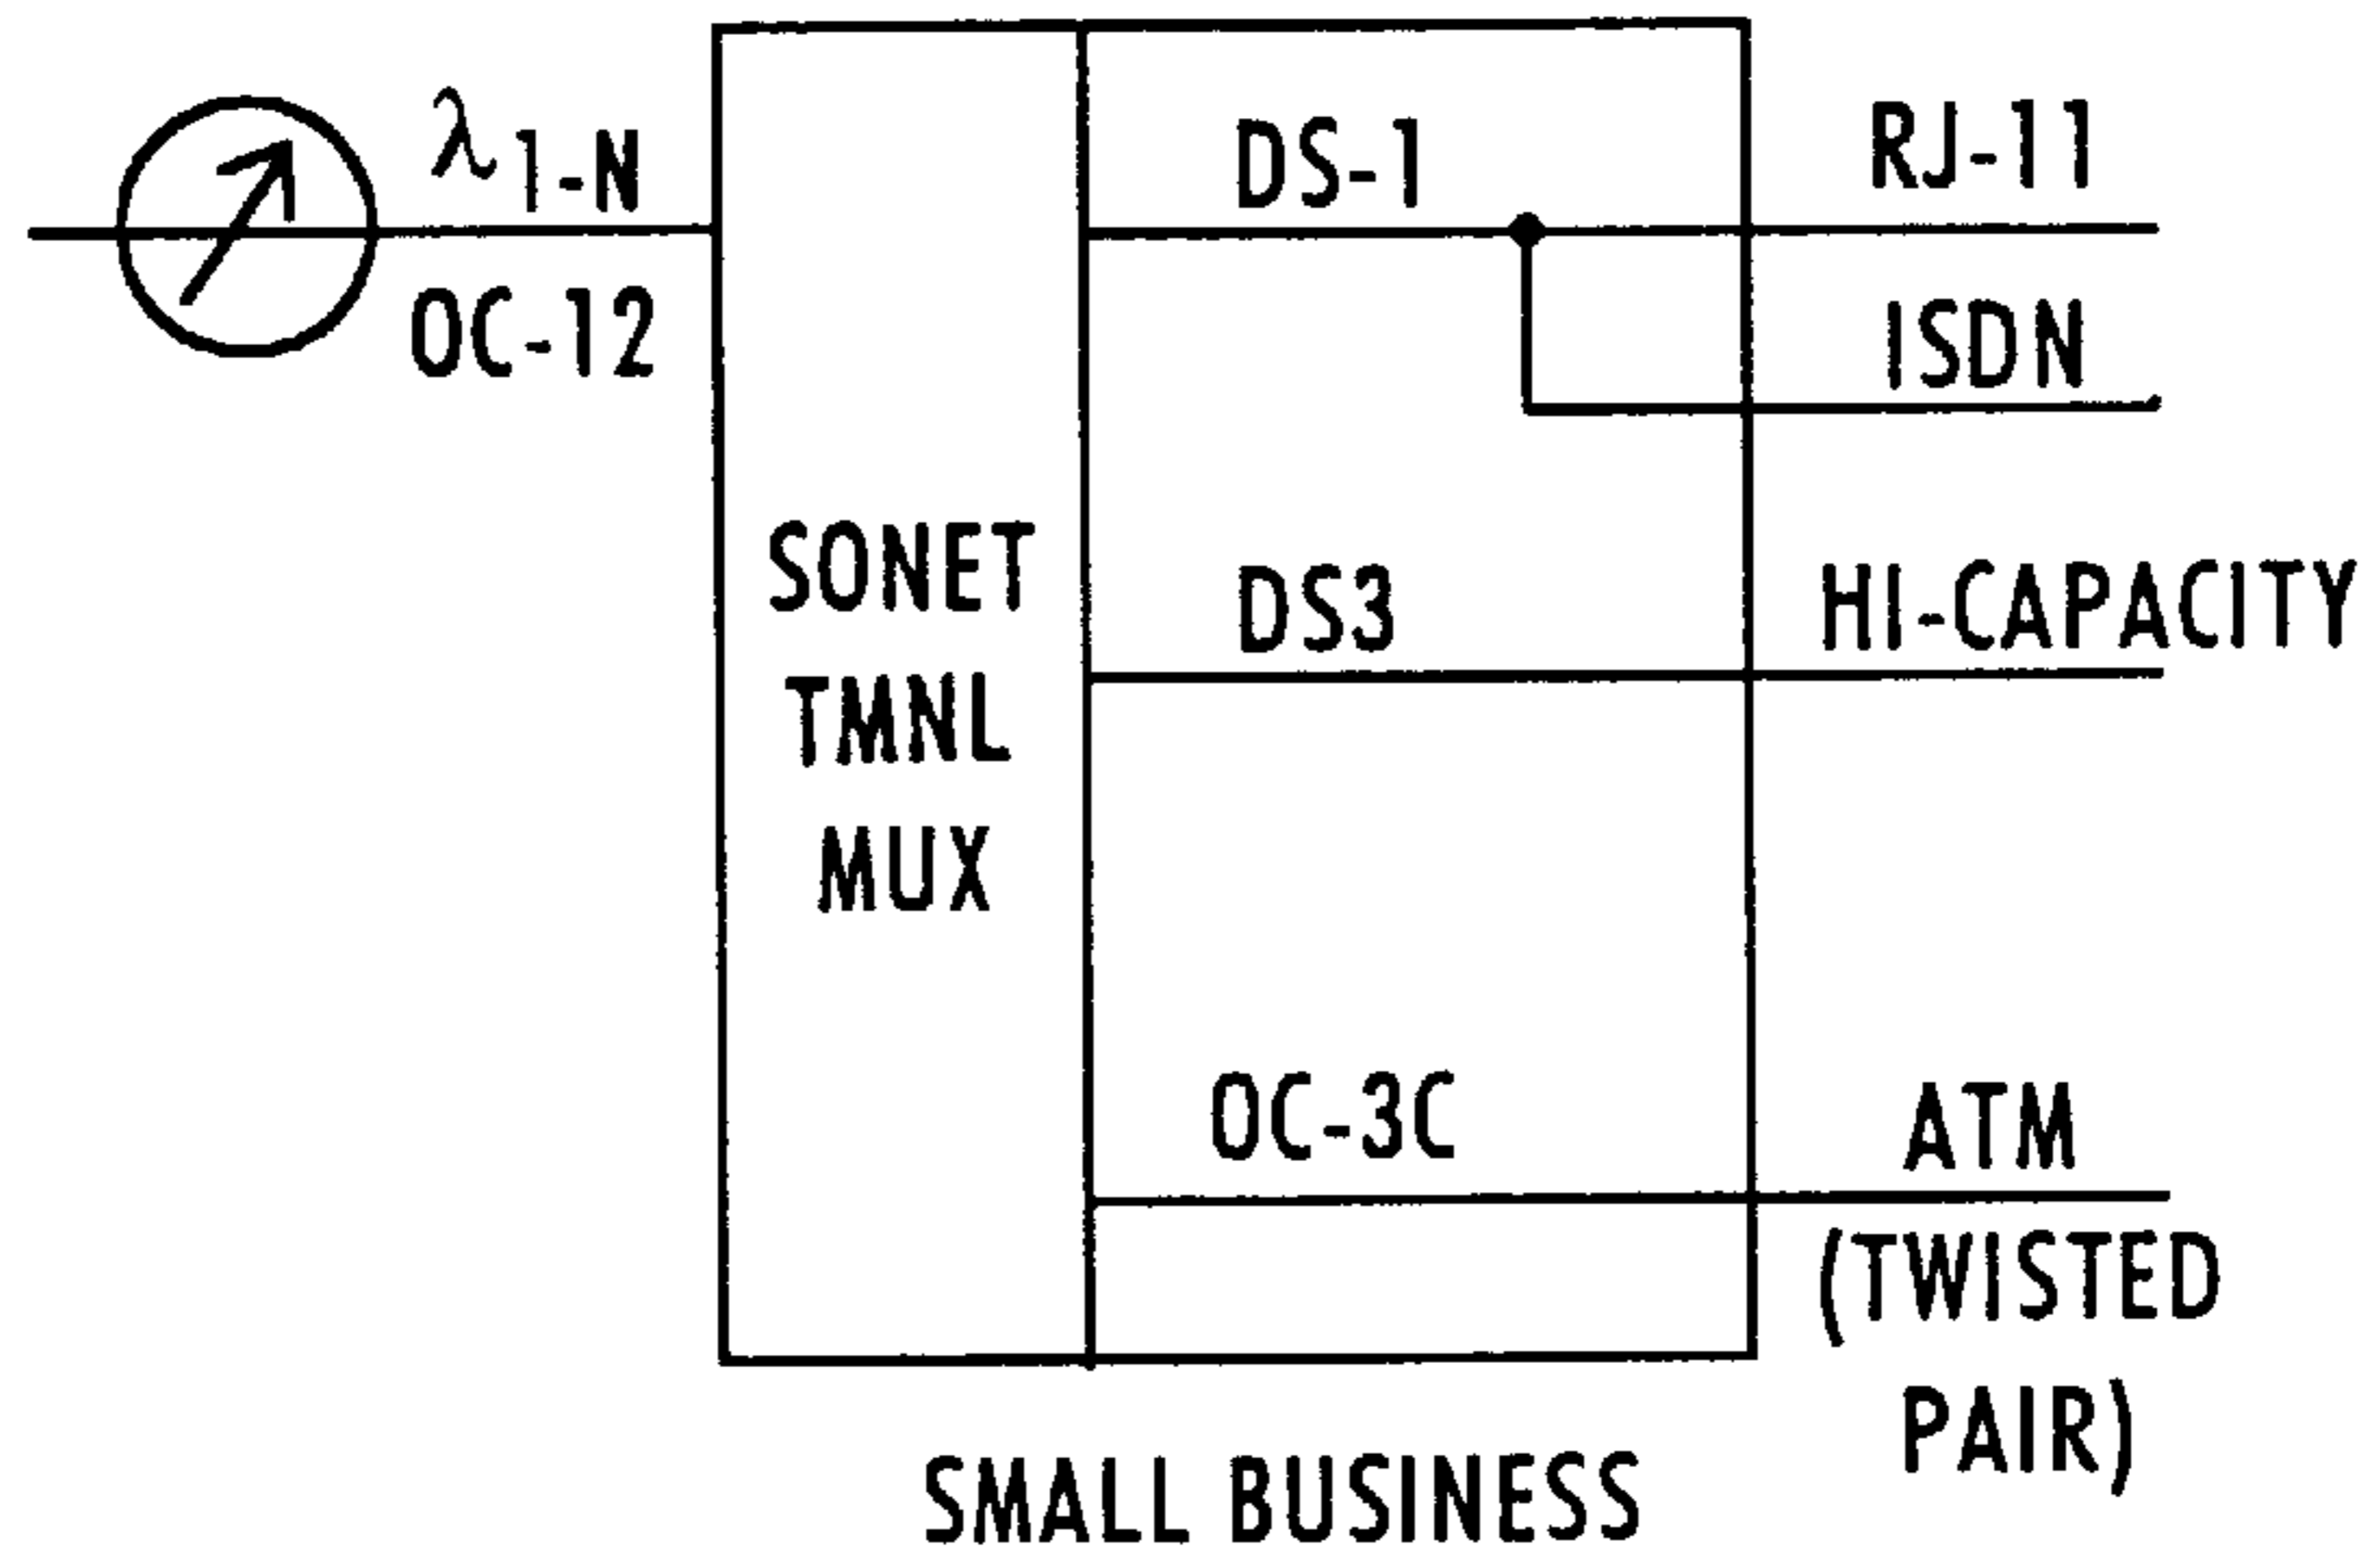 λ1-N
OC-12
SONET
TMNL
MUX
DS-1
DS3
OC-3C
RJ-11
ISDN
HI-CAPACITY
ATM
(TWISTED
PAIR)
SMALL BUSINESS